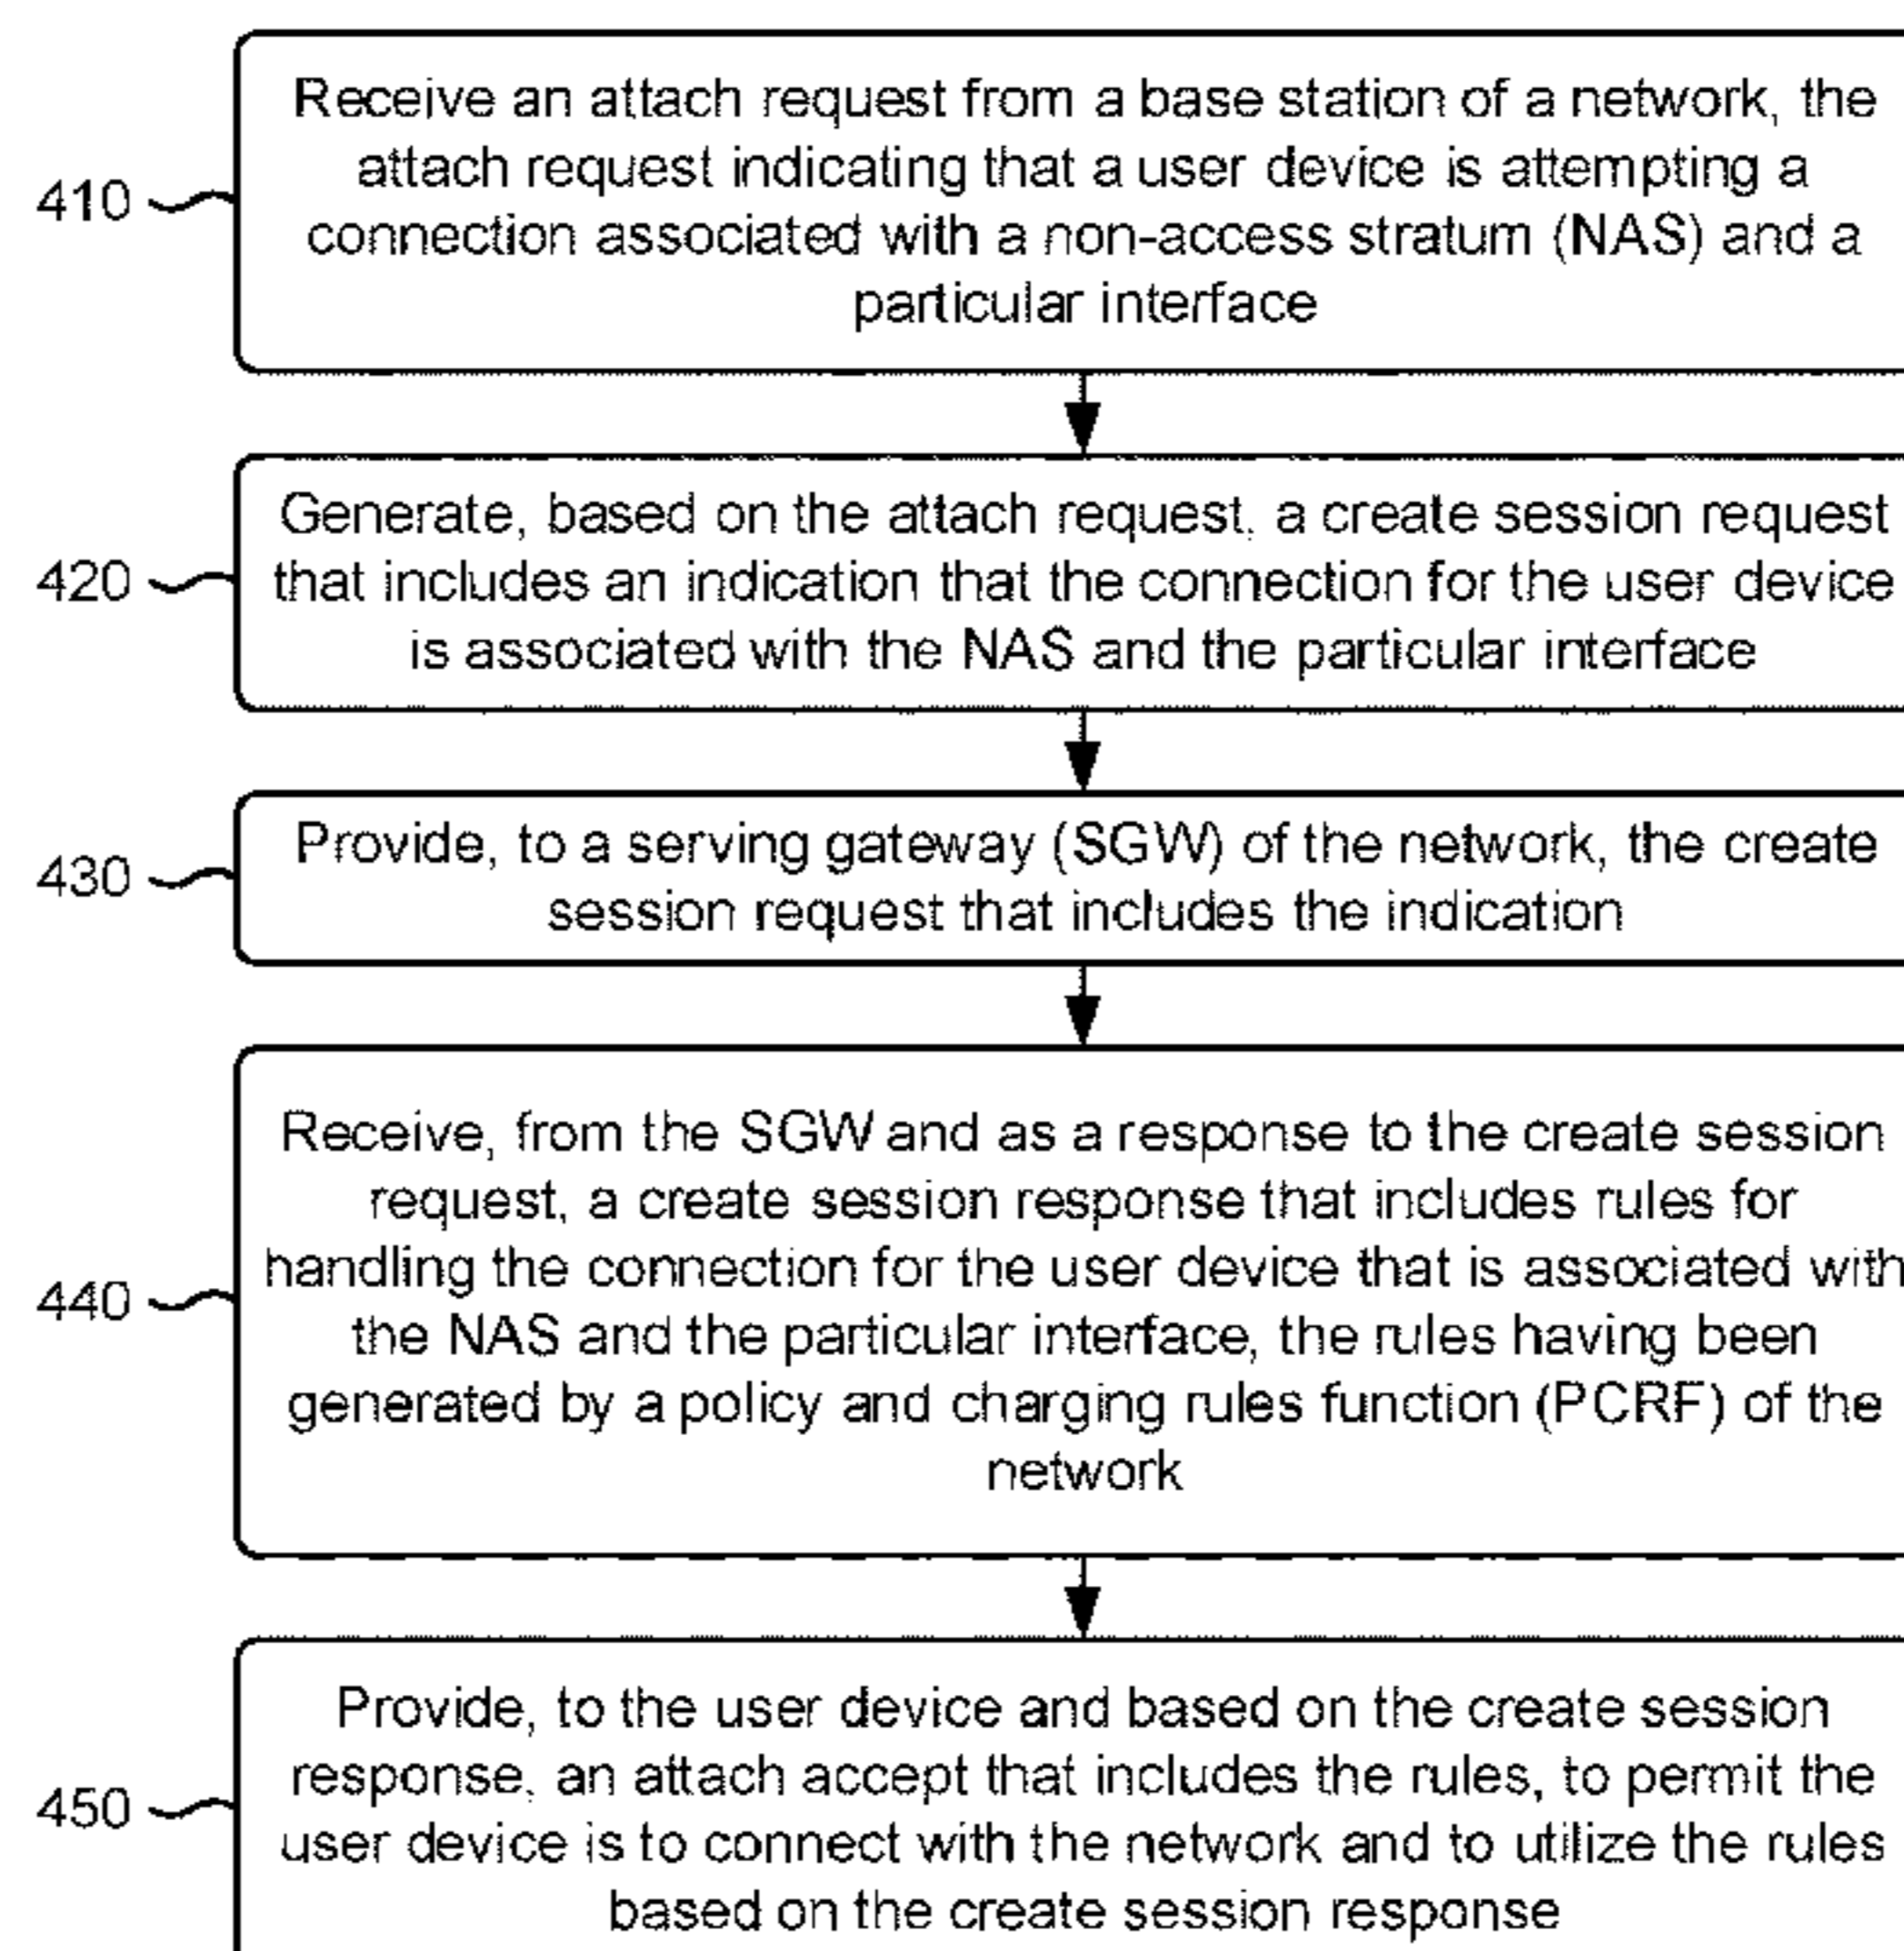 Receive an attach request from a base station of a network, the
attach request indicating that a user device is attempting a
410
connection associated with a non-access stratum (NAS) and a
particular interface
Generate, based on the attach request, a create session request
420
that includes an indication that the connection for the user device
is associated with the NAS and the particular interface
Provide, to a serving gateway (SGW) of the network, the create
430
session request that includes the indication
Receive, from the SGW and as a response to the create session
request, a create session response that includes rules for
handling the connection for the user device that is associated with
440
the NAS and the particular interface, the rules having been
generated by a policy and charging rules function (PCRF) of the
network
Provide, to the user device and based on the create session
response, an attach accept that includes the rules, to permit the
450
user device is to connect with the network and to utilize the rules
based on the create session response